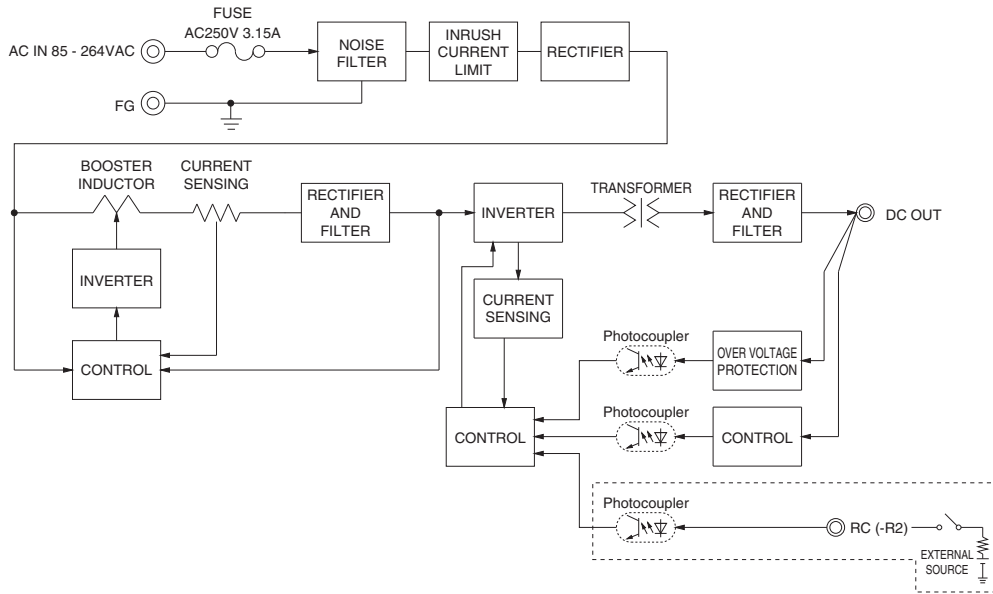 FUSE
AC250V 3.15A
AC IN 85 - 264VAC
NOISE
FILTER
INRUSH
CURRENT
LIMIT
RECTIFIER
FG
BOOSTER
INDUCTOR
CURRENT
SENSING
RECTIFIER
AND
FILTER
INVERTER
TRANSFORMER
RECTIFIER
AND
FILTER
DC OUT
INVERTER
CURRENT
SENSING
CONTROL
Photocoupler
OVER VOLTAGE
PROTECTION
Photocoupler
CONTROL
CONTROL
Photocoupler
RC (-R2)
EXTERNAL
SOURCE